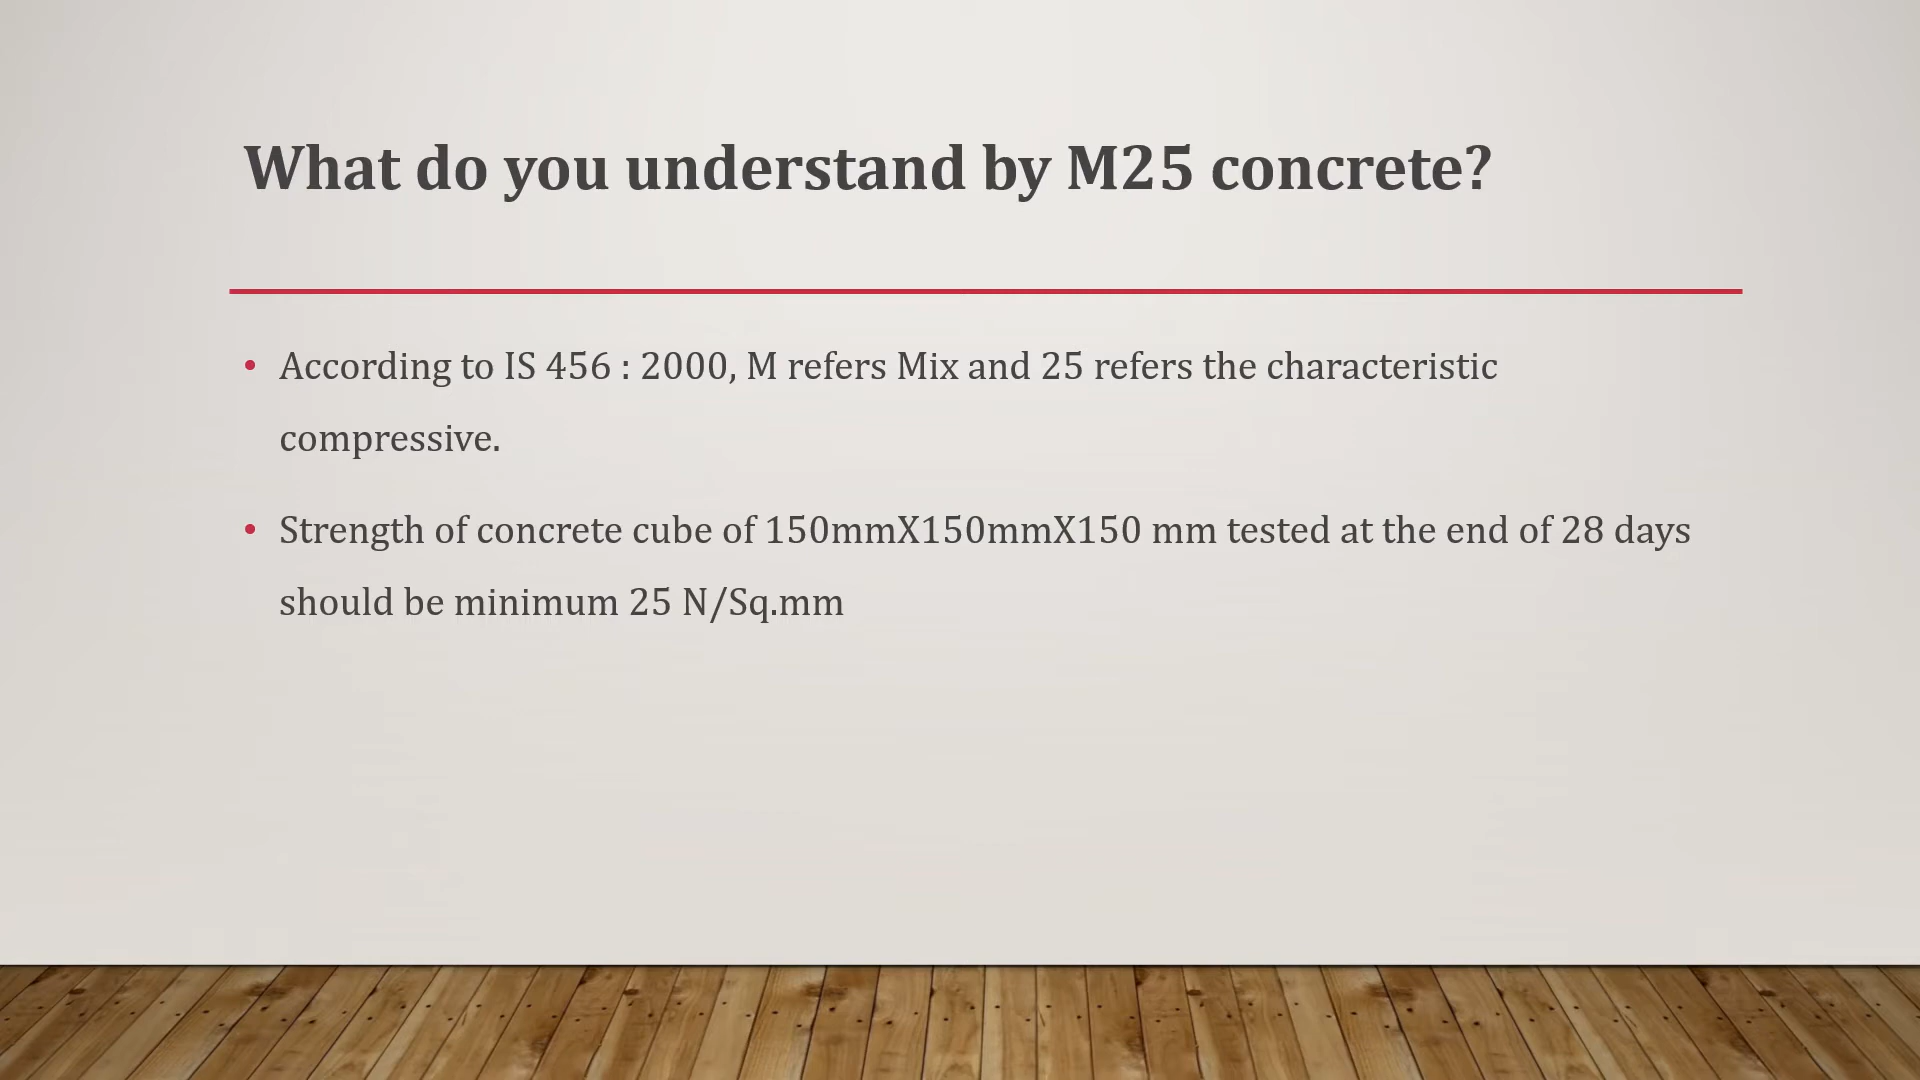 What do you understand by M25 concrete?
• According to IS 456 : 2000, M refers Mix and 25 refers the characteristic
compressive.
• Strength of concrete cube of 150mmX150mmX150 mm tested at the end of 28 days
should be minimum 25 N/Sq.mm